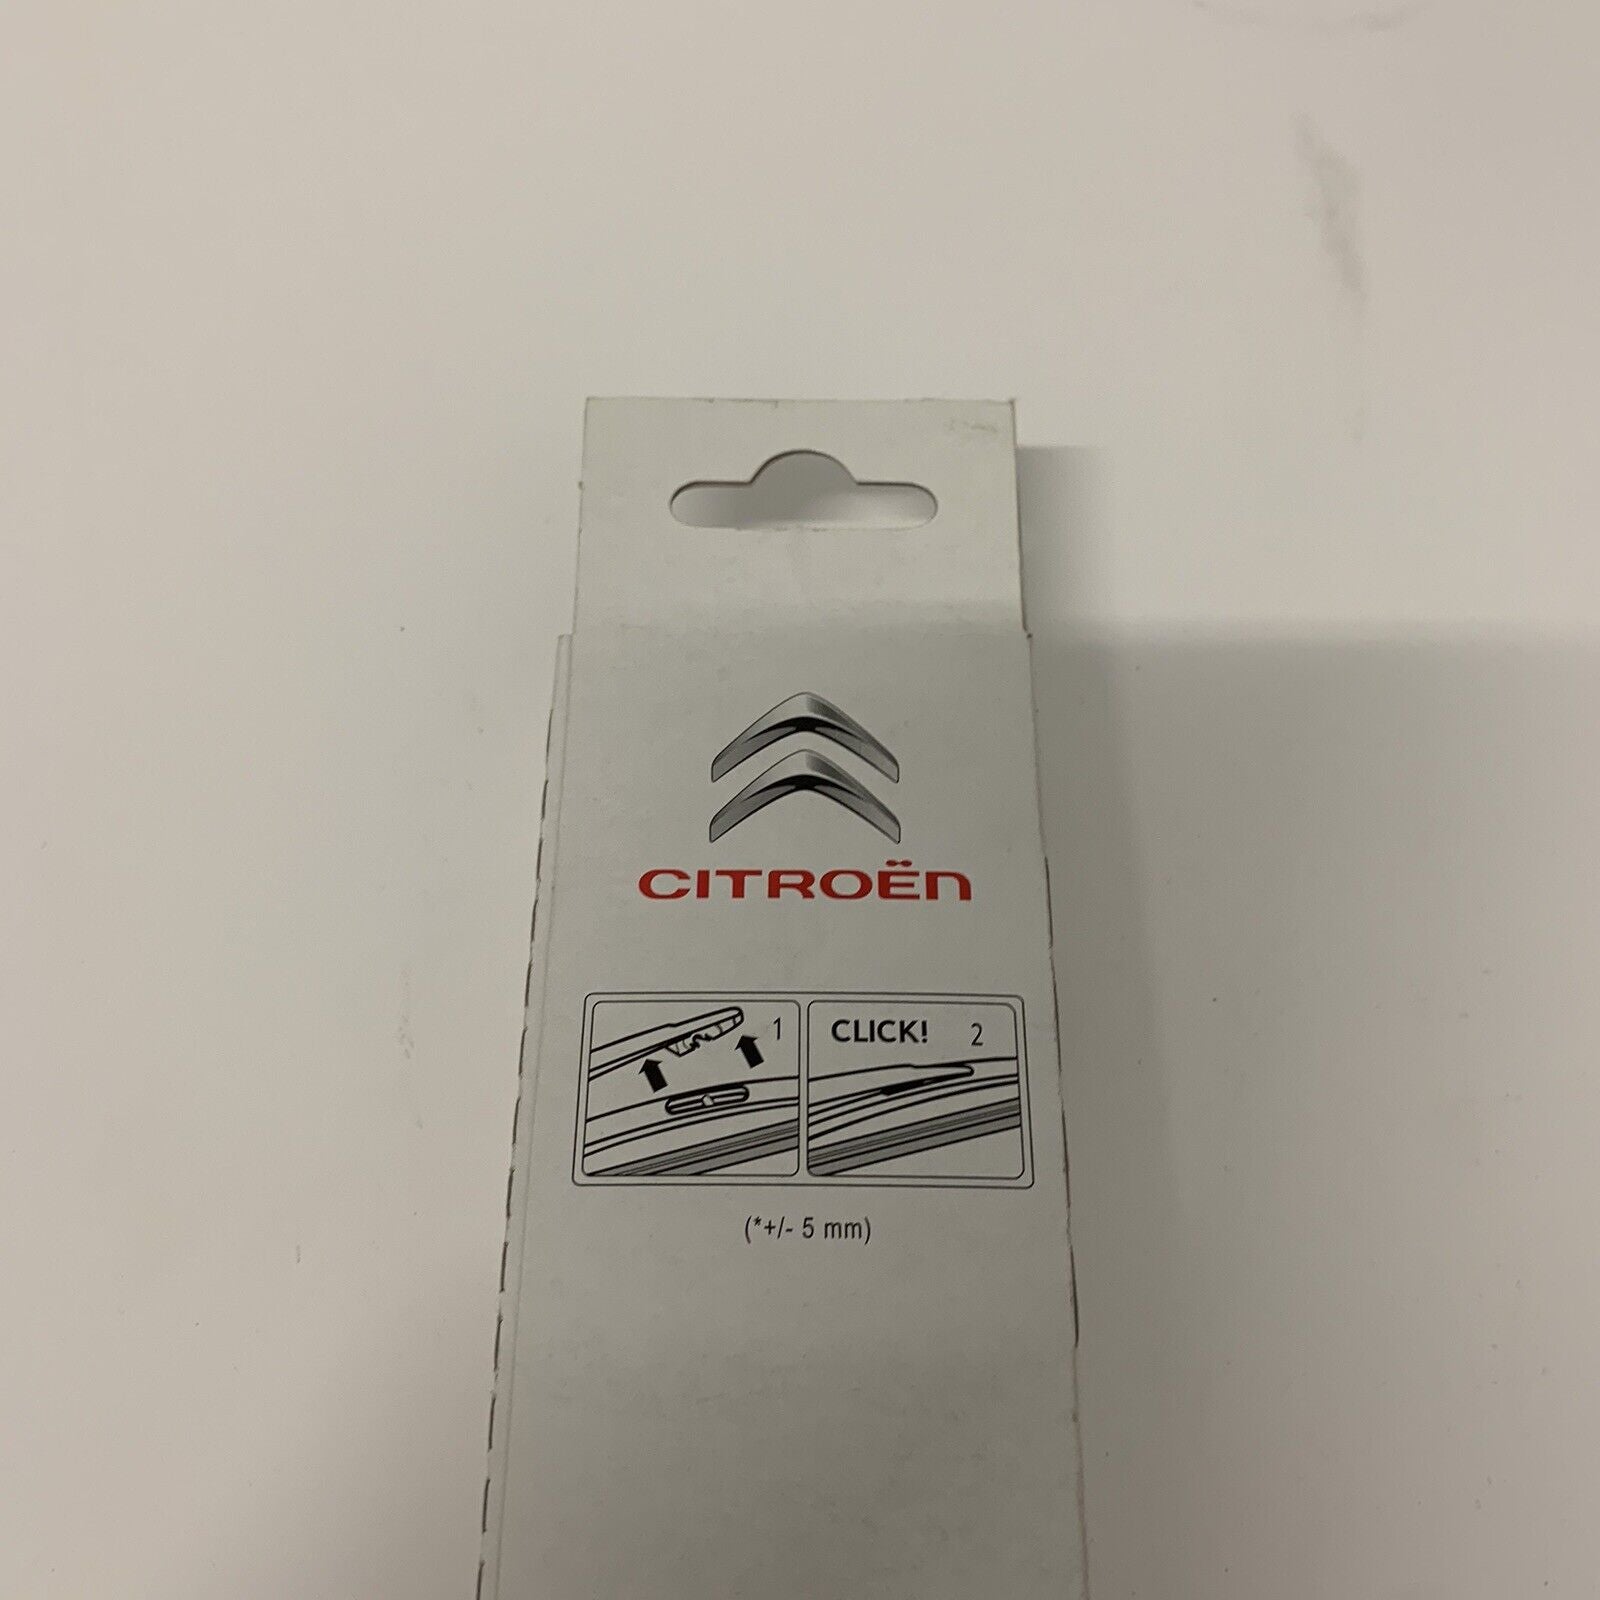 CITROËN
1
CLICK! 2
(*+/- 5 mm)